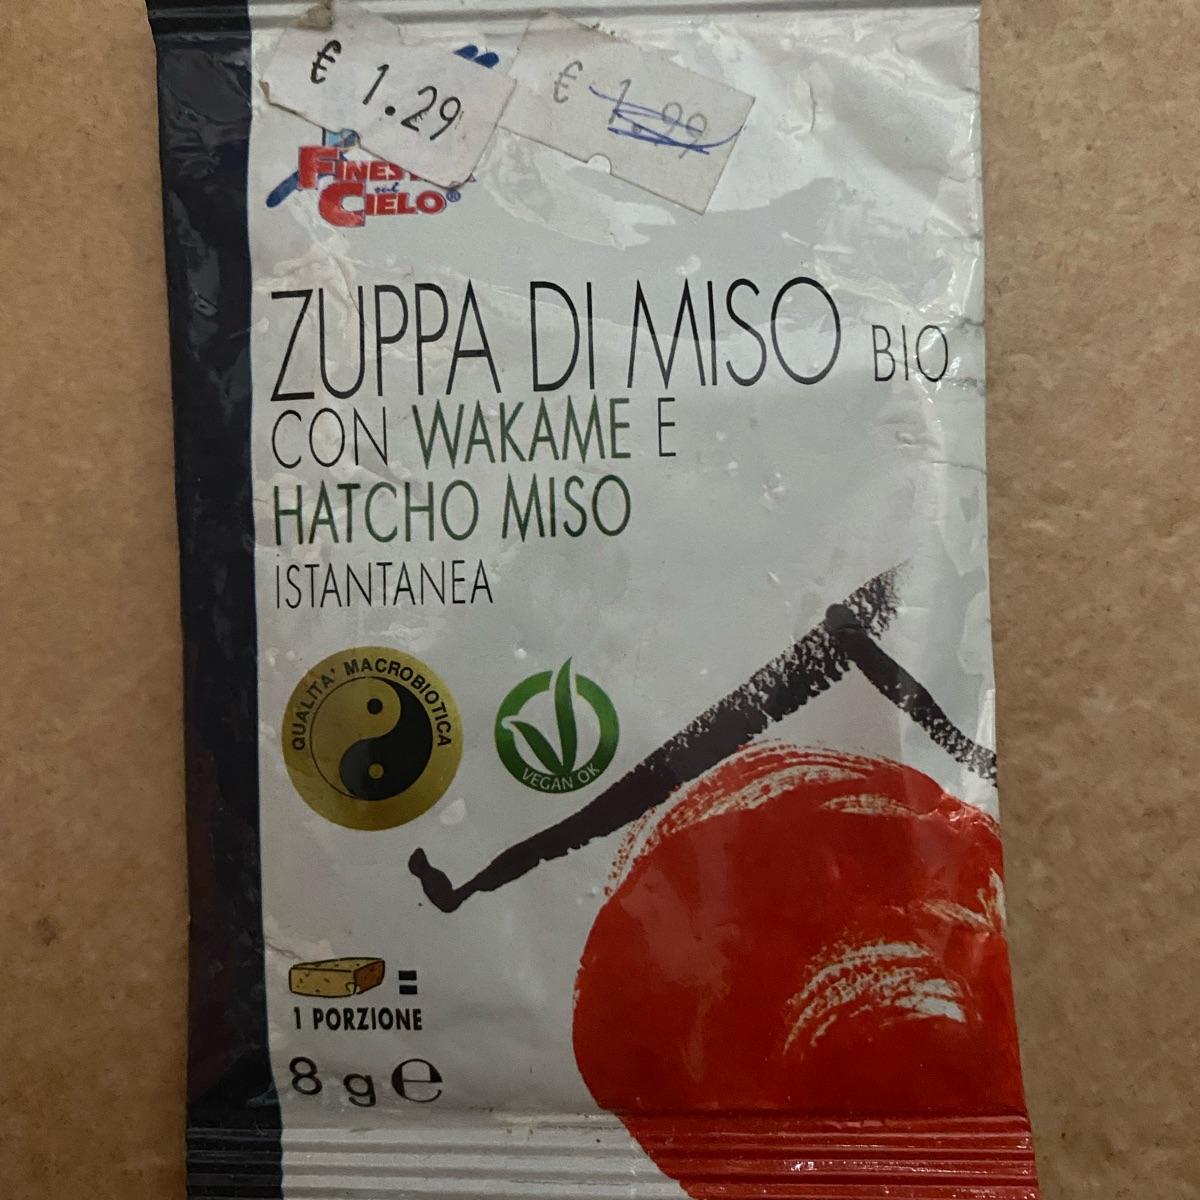 € 1.29
€ 1.99
CIELO®
ZUPPA DI MISO BIO
CON WAKAME E
HATCHO MISO
ISTANTANEA
QUALITA' MACROBIOTICA
VEGAN OK
=
1 PORZIONE
8 g ℮